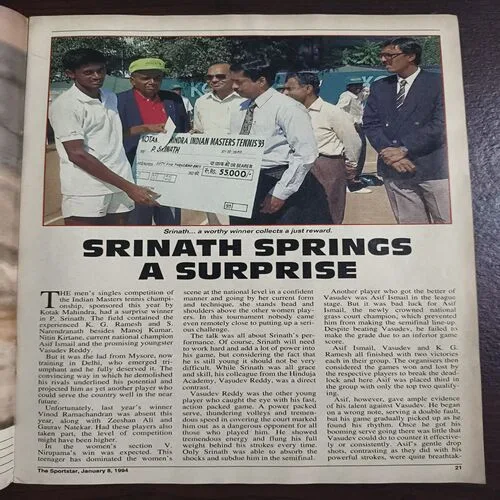 KOTAK MAHINDRA INDIAN MASTERS TENNIS'93
P. SRINATH
Rs. 55,000/-
Srinath... a worthy winner collects a just reward.
SRINATH SPRINGS
A SURPRISE
THE men's singles competition of
the Indian Masters tennis champi-
onship, sponsored this year by
Kotak Mahindra, had a surprise winner
in P. Srinath. The field contained the
experienced K. G. Ramesh and S.
Narendranath besides Manoj Kumar,
Nitin Kirtane, current national champion
Asif Ismail and the promising youngster
Vasudev Reddy.
But it was the lad from Mysore, now
training in Delhi, who emerged tri-
umphant and he fully deserved it. The
convincing way in which he demolished
his rivals underlined his potential and
projected him as yet another player who
could serve the country well in the near
future.
Unfortunately, last year's winner
Vinod Ramachandran was absent this
year, along with Zeeshan Ali and
Gaurav Natekar. Had these players also
taken part, the level of competition
might have been higher.
In the women's section V.
Nirupama's win was expected. This
teenager has dominated the women's
scene at the national level in a confident
manner and going by her current form
and technique, she stands head and
shoulders above the other women play-
ers. In this tournament nobody came
even remotely close to putting up a seri-
ous challenge.
The talk was all about Srinath's per-
formance. Of course, Srinath will need
to work hard and add a lot of power into
his game, but considering the fact that
he is still young it should not be very
difficult. While Srinath was all grace
and skill, his colleague from the Hinduja
Academy, Vasudev Reddy, was a direct
contrast.
Vasudev Reddy was the other young
player who caught the eye with his fast,
action packed game. A power packed
serve, thundering volleys and tremen-
dous speed in covering the court marked
him out as a dangerous opponent for all
those who played him. He showed
tremendous energy and flung his full
weight behind his strokes every time.
Only Srinath was able to absorb the
shocks and subdue him in the semifinal.
Another player who got the better of
Vasudev was Asif Ismail in the league
stage. But it was bad luck for Asif
Ismail, the newly crowned national
grass court champion, which prevented
him from making the semifinal line-up.
Despite beating Vasudev, he failed to
make the grade due to an inferior game
score.
Asif Ismail, Vasudev and K. G.
Ramesh all finished with two victories
each in their group. The organisers then
considered the games won and lost by
the respective players to break the dead-
lock and here Asif was placed third in
the group with only the top two qualify-
ing.
Asif, however, gave ample evidence
of his talent against Vasudev. He began
on a wrong note, serving a double fault,
but his game gradually picked up as he
found his rhythm. Once he got his
booming serve going there was little that
Vasudev could do to counter it effective-
ly or consistently. Asif's gentle drop
shots, contrasting as they did with his
powerful strokes, were quite breathtak-
The Sportstar, January 8, 1994
21